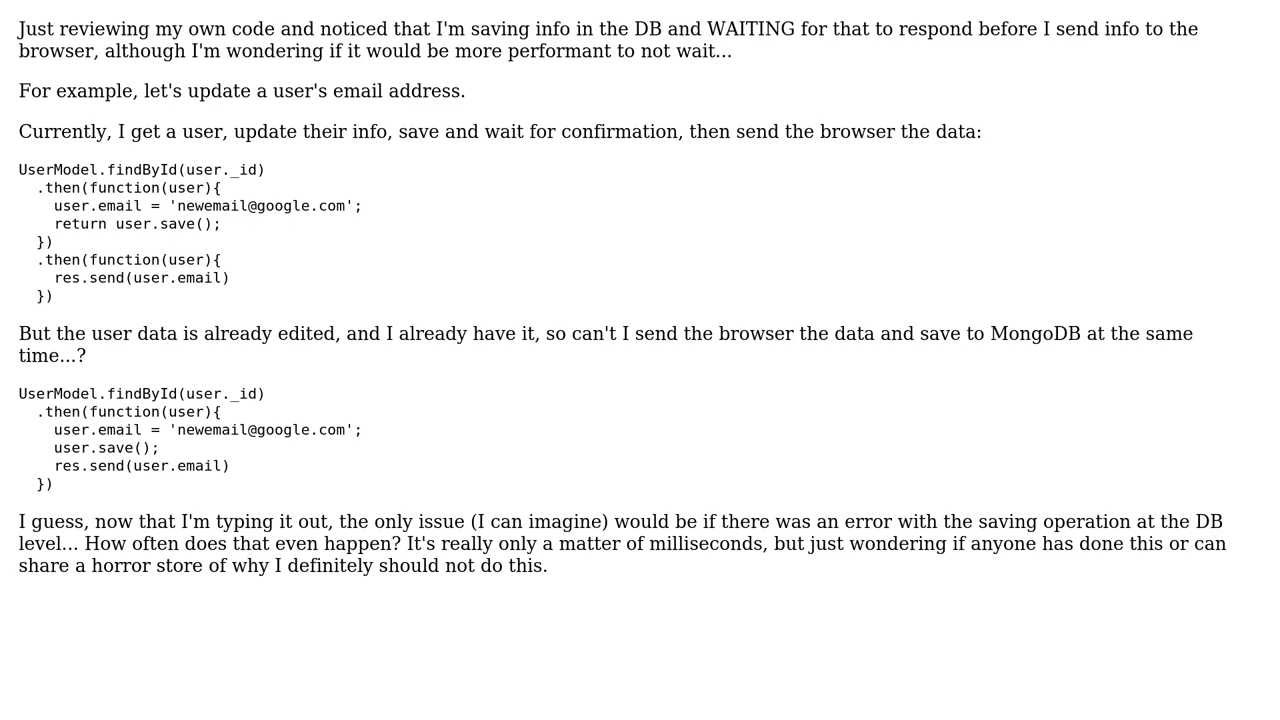 Just reviewing my own code and noticed that I'm saving info in the DB and WAITING for that to respond before I send info to the
browser, although I'm wondering if it would be more performant to not wait...
For example, let's update a user's email address.
Currently, I get a user, update their info, save and wait for confirmation, then send the browser the data:
UserModel.findById(user._id)
  .then(function(user){
    user.email = 'newemail@google.com';
    return user.save();
  })
  .then(function(user){
    res.send(user.email)
  })
But the user data is already edited, and I already have it, so can't I send the browser the data and save to MongoDB at the same
time...?
UserModel.findById(user._id)
  .then(function(user){
    user.email = 'newemail@google.com';
    user.save();
    res.send(user.email)
  })
I guess, now that I'm typing it out, the only issue (I can imagine) would be if there was an error with the saving operation at the DB
level... How often does that even happen? It's really only a matter of milliseconds, but just wondering if anyone has done this or can
share a horror store of why I definitely should not do this.